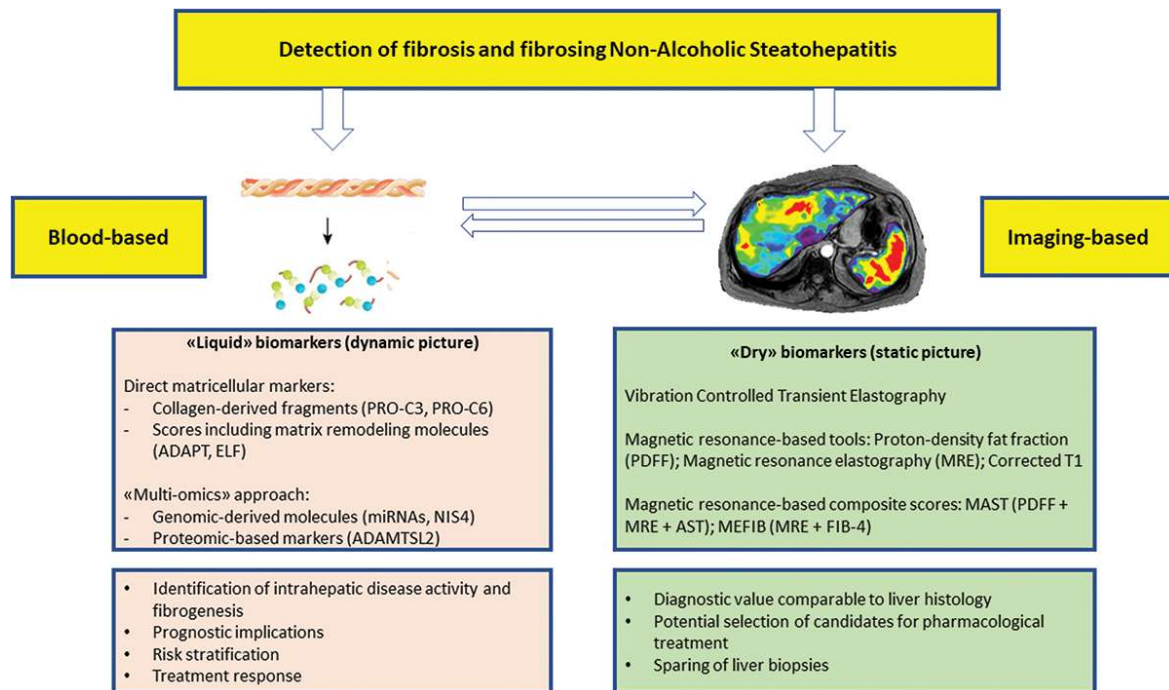 Detection of fibrosis and fibrosing Non-Alcoholic Steatohepatitis
Blood-based
Imaging-based
«Liquid» biomarkers (dynamic picture)
Direct matricellular markers:
- Collagen-derived fragments (PRO-C3, PRO-C6)
- Scores including matrix remodeling molecules
(ADAPT, ELF)
«Multi-omics» approach:
- Genomic-derived molecules (miRNAs, NIS4)
- Proteomic-based markers (ADAMTSL2)
• Identification of intrahepatic disease activity and
fibrogenesis
• Prognostic implications
• Risk stratification
• Treatment response
«Dry» biomarkers (static picture)
Vibration Controlled Transient Elastography
Magnetic resonance-based tools: Proton-density fat fraction
(PDFF); Magnetic resonance elastography (MRE); Corrected T1
Magnetic resonance-based composite scores: MAST (PDFF +
MRE + AST); MEFIB (MRE + FIB-4)
• Diagnostic value comparable to liver histology
• Potential selection of candidates for pharmacological
treatment
• Sparing of liver biopsies